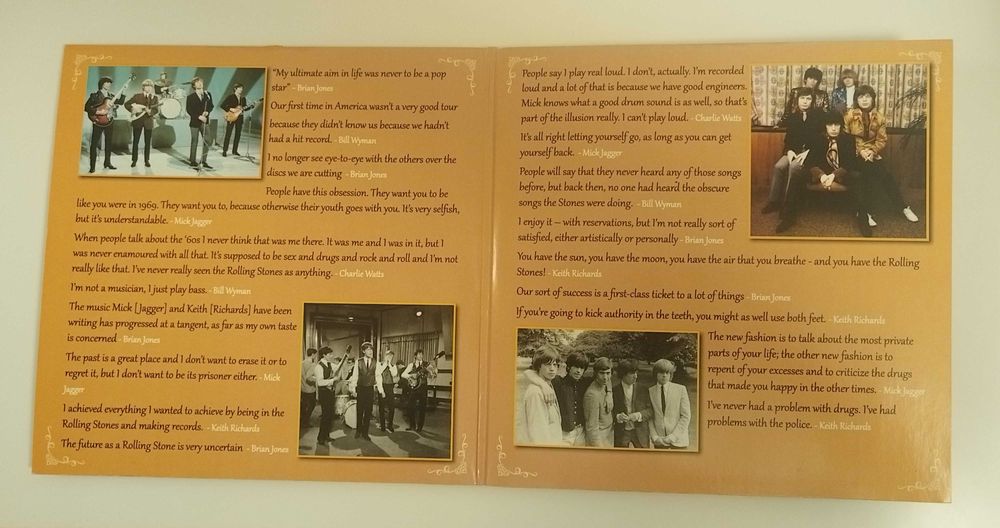 "My ultimate aim in life was never to be a pop
star" - Brian Jones
Our first time in America wasn't a very good tour
because they didn't know us because we hadn't
had a hit record. - Bill Wyman
I no longer see eye-to-eye with the others over the
discs we are cutting - Brian Jones
People have this obsession. They want you to be
like you were in 1969. They want you to, because otherwise their youth goes with you. It's very selfish,
but it's understandable. - Mick Jagger
When people talk about the '60s I never think that was me there. It was me and I was in it, but I
was never enamoured with all that. It's supposed to be sex and drugs and rock and roll and I'm not
really like that. I've never really seen the Rolling Stones as anything. - Charlie Watts
I'm not a musician, I just play bass. - Bill Wyman
The music Mick [Jagger] and Keith [Richards] have been
writing has progressed at a tangent, as far as my own taste
is concerned - Brian Jones
The past is a great place and I don't want to erase it or to
regret it, but I don't want to be its prisoner either. - Mick
Jagger
I achieved everything I wanted to achieve by being in the
Rolling Stones and making records. - Keith Richards
The future as a Rolling Stone is very uncertain - Brian Jones
People say I play real loud. I don't, actually. I'm recorded
loud and a lot of that is because we have good engineers.
Mick knows what a good drum sound is as well, so that's
part of the illusion really. I can't play loud. - Charlie Watts
It's all right letting yourself go, as long as you can get
yourself back. - Mick Jagger
People will say that they never heard any of those songs
before, but back then, no one had heard the obscure
songs the Stones were doing. - Bill Wyman
I enjoy it – with reservations, but I'm not really sort of
satisfied, either artistically or personally - Brian Jones
You have the sun, you have the moon, you have the air that you breathe - and you have the Rolling
Stones! - Keith Richards
Our sort of success is a first-class ticket to a lot of things - Brian Jones
If you're going to kick authority in the teeth, you might as well use both feet. - Keith Richards
The new fashion is to talk about the most private
parts of your life; the other new fashion is to
repent of your excesses and to criticize the drugs
that made you happy in the other times. - Mick Jagger
I've never had a problem with drugs. I've had
problems with the police. - Keith Richards